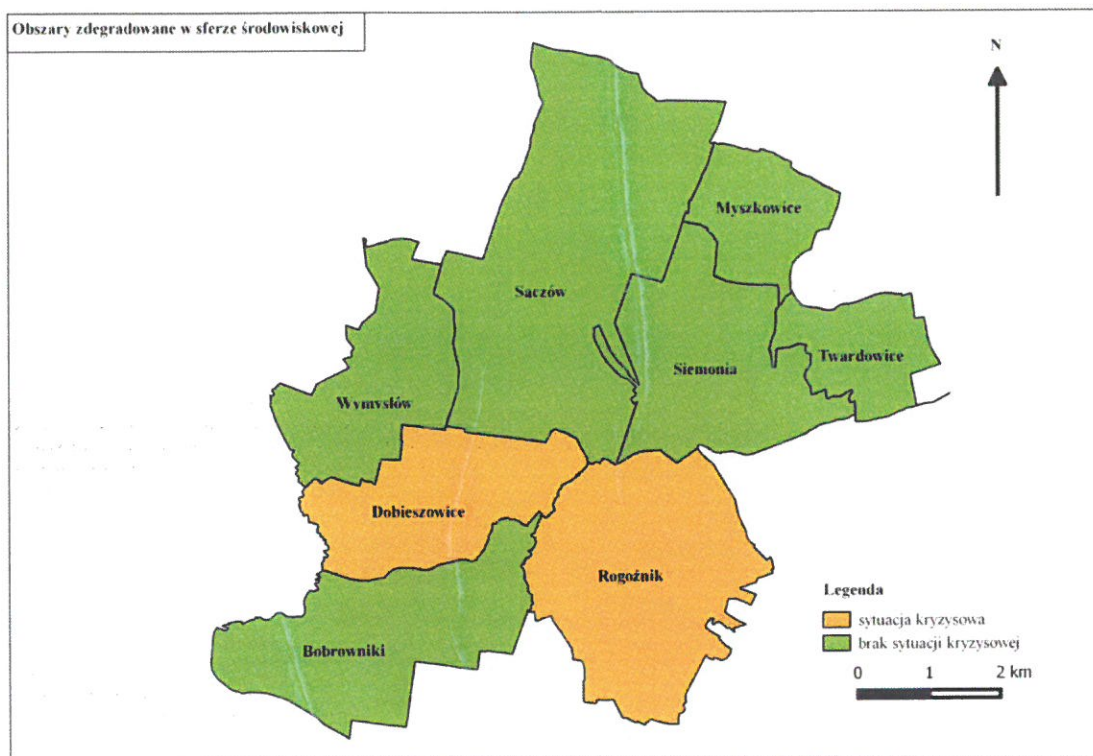 Obszary zdegradowane w sferze środowiskowej
N
Myszkowice
Sączów
Twardowice
Siemonia
Wymysłów
Dobieszowice
Rogoźnik
Bobrowniki
Legenda
sytuacja kryzysowa
brak sytuacji kryzysowej
0 1 2 km